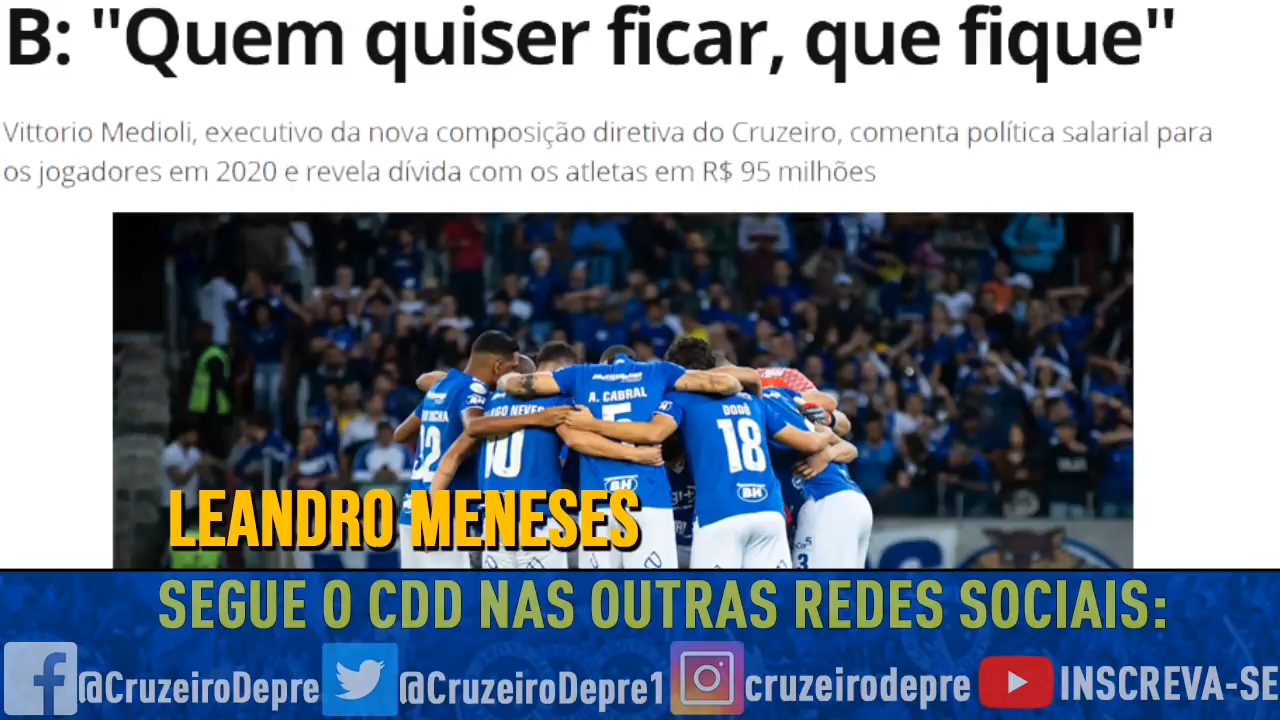 B: "Quem quiser ficar, que fique"
Vittorio Medioli, executivo da nova composição diretiva do Cruzeiro, comenta política salarial para
os jogadores em 2020 e revela dívida com os atletas em R$ 95 milhões
A. CABRAL
DODÔ
10
5
18
BH
BH
LEANDRO MENESES
SEGUE O CDD NAS OUTRAS REDES SOCIAIS:
@CruzeiroDepre @CruzeiroDepre1 cruzeirodepre INSCREVA-SE